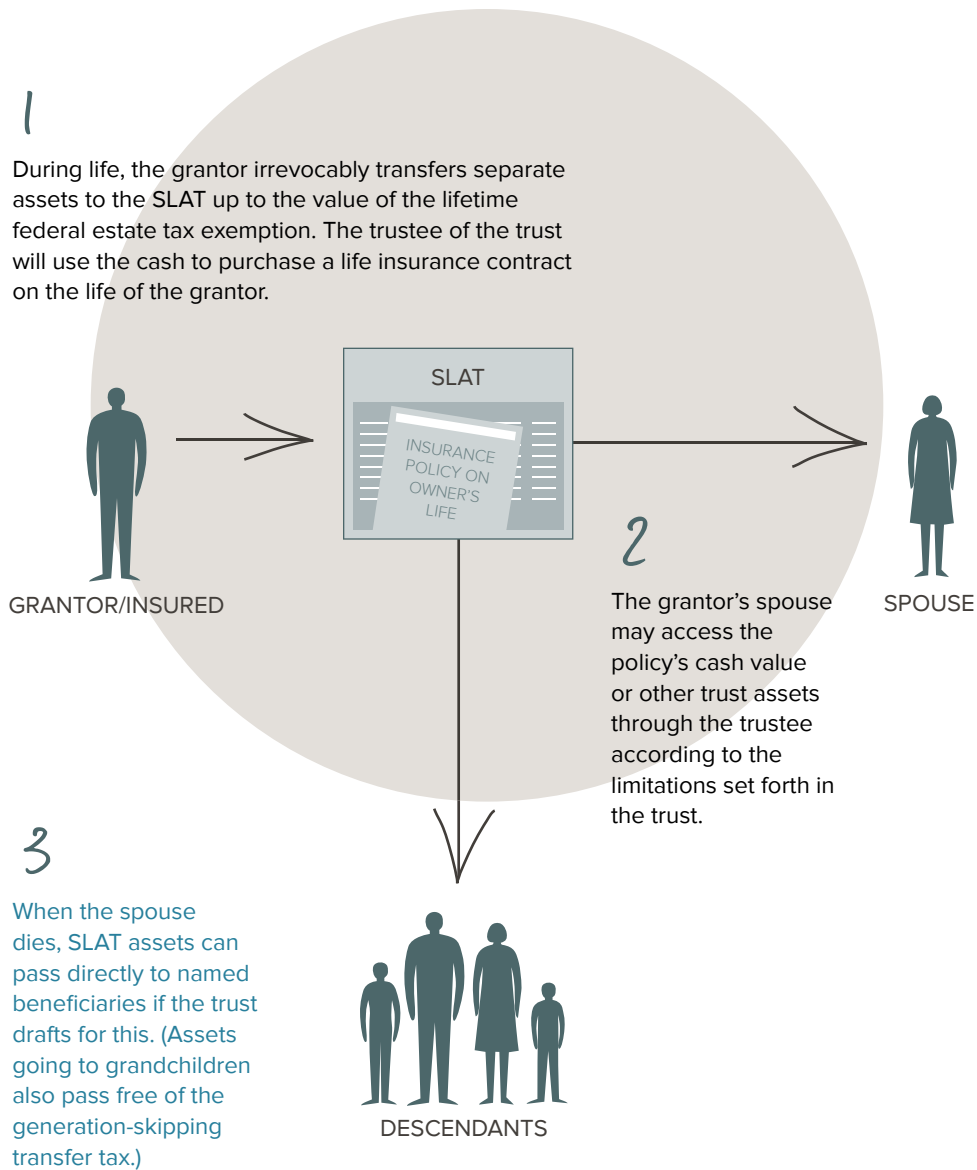 1
During life, the grantor irrevocably transfers separate
assets to the SLAT up to the value of the lifetime
federal estate tax exemption. The trustee of the trust
will use the cash to purchase a life insurance contract
on the life of the grantor.
SLAT
INSURANCE
POLICY ON
OWNER'S
LIFE
GRANTOR/INSURED
SPOUSE
2
The grantor's spouse
may access the
policy's cash value
or other trust assets
through the trustee
according to the
limitations set forth in
the trust.
3
When the spouse
dies, SLAT assets can
pass directly to named
beneficiaries if the trust
drafts for this. (Assets
going to grandchildren
also pass free of the
generation-skipping
transfer tax.)
DESCENDANTS